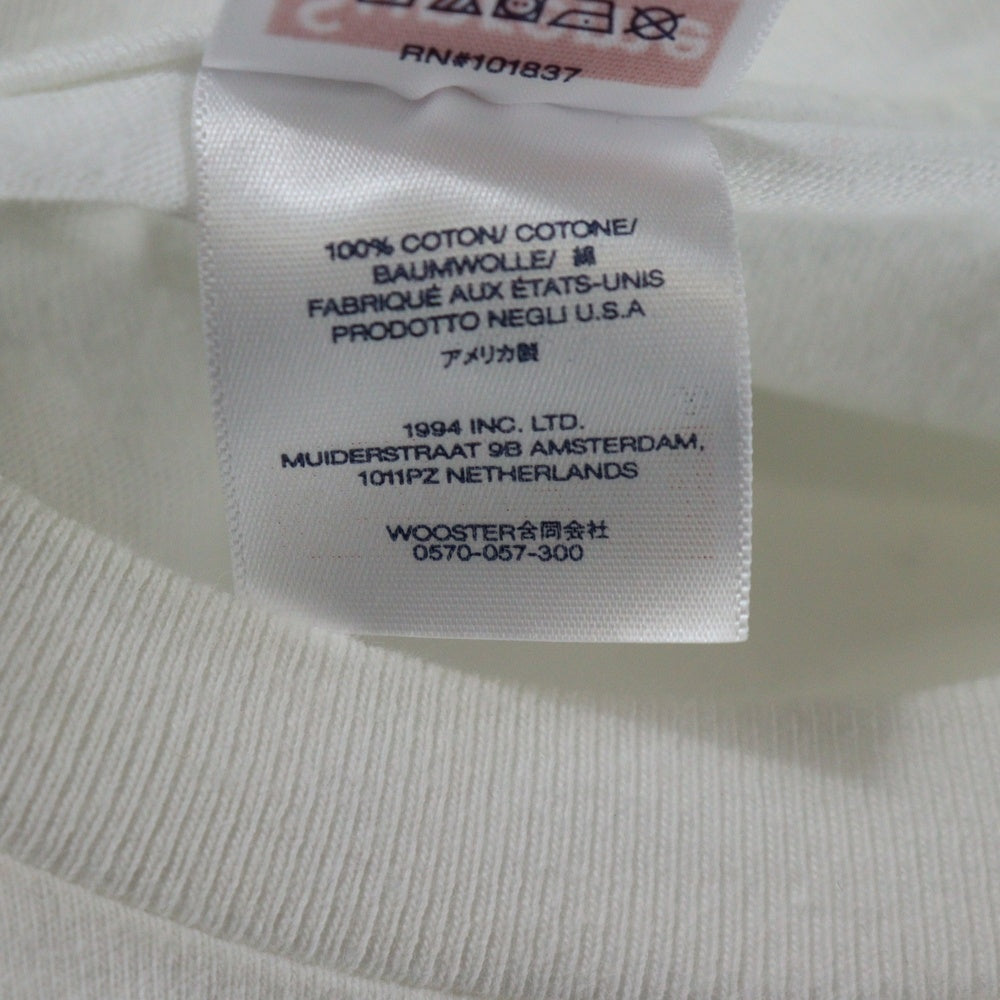 RN#101837
100% COTON/ COTONE/
BAUMWOLLE/ 綿
FABRIQUÉ AUX ÉTATS-UNIS
PRODOTTO NEGLI U.S.A
アメリカ製
1994 INC. LTD.
MUIDERSTRAAT 9B AMSTERDAM,
1011PZ NETHERLANDS
WOOSTER合同会社
0570-057-300